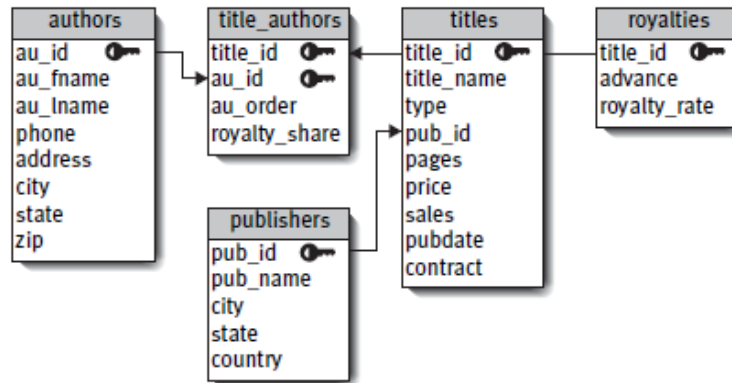 authors
au_id
au_fname
au_lname
phone
address
city
state
zip
title_authors
title_id
au_id
au_order
royalty_share
publishers
pub_id
pub_name
city
state
country
titles
title_id
title_name
type
pub_id
pages
price
sales
pubdate
contract
royalties
title_id
advance
royalty_rate